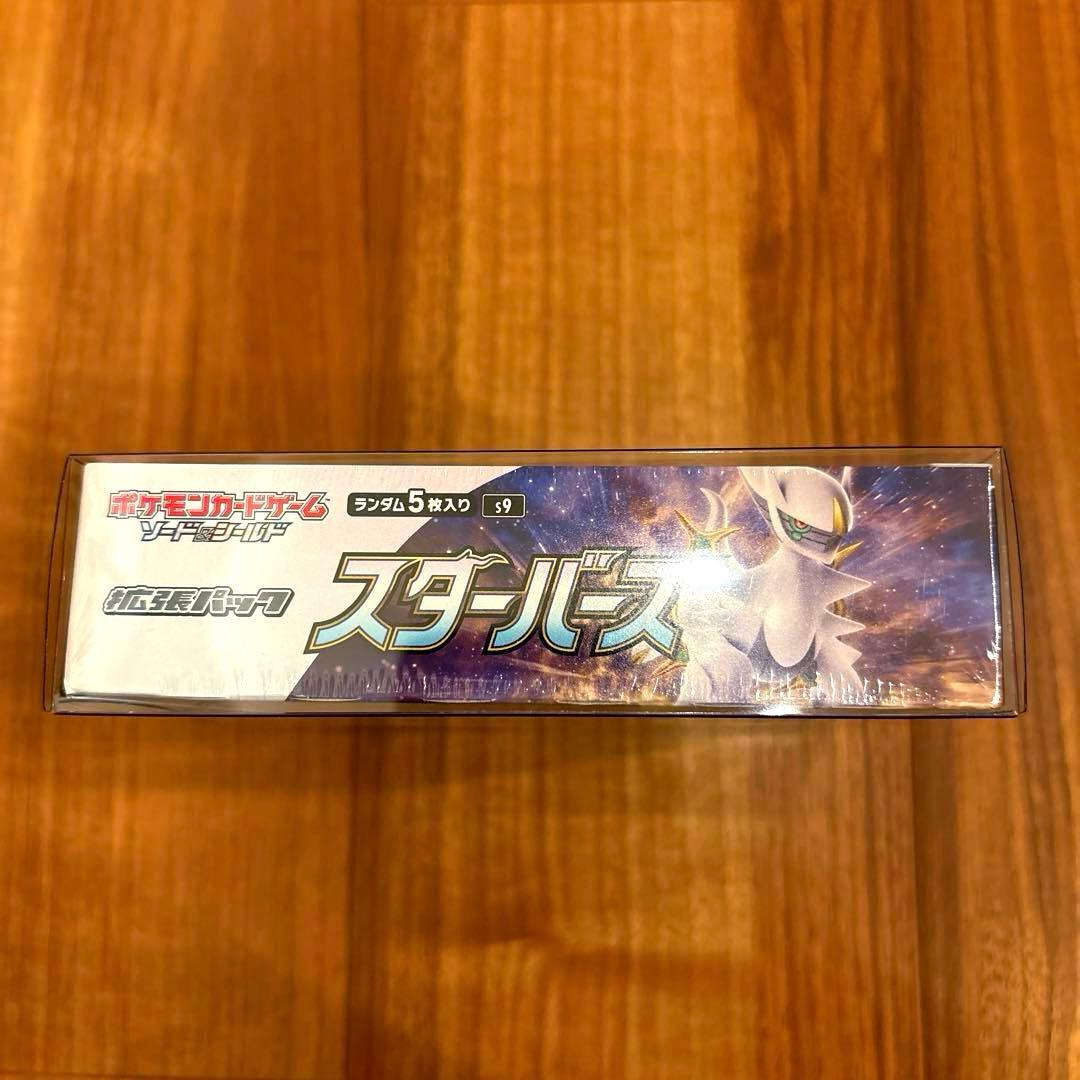 ポケモンカードゲーム
ソード&シールド
ランダム5枚入り s9
拡張パック
スターバース